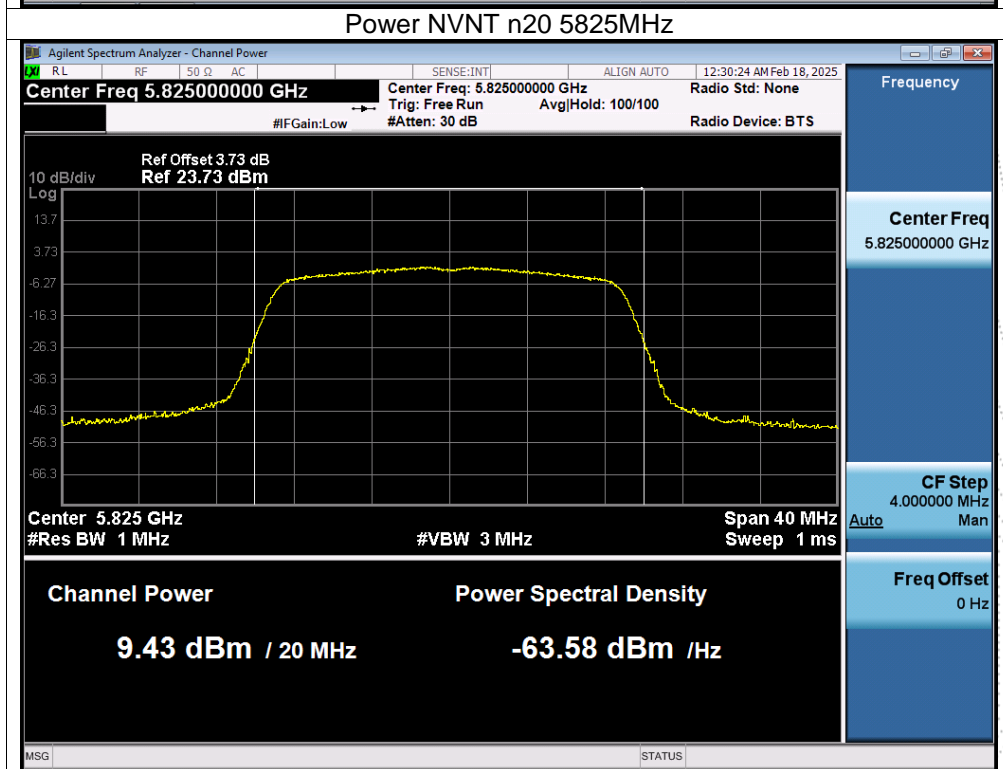 Power NVNT n20 5825MHz
Agilent Spectrum Analyzer - Channel Power
LXI RL RF 50 Ω AC SENSE:INT ALIGN AUTO 12:30:24 AM Feb 18, 2025
Center Freq 5.825000000 GHz
Center Freq: 5.825000000 GHz
Radio Std: None
Trig: Free Run Avg|Hold: 100/100
#IFGain:Low
#Atten: 30 dB
Radio Device: BTS
Ref Offset 3.73 dB
10 dB/div Ref 23.73 dBm
Log
13.7
3.73
-6.27
-16.3
-26.3
-36.3
-46.3
-56.3
-66.3
Center 5.825 GHz Span 40 MHz
#Res BW 1 MHz #VBW 3 MHz Sweep 1 ms
Channel Power Power Spectral Density
9.43 dBm / 20 MHz -63.58 dBm /Hz
Frequency
Center Freq
5.825000000 GHz
CF Step
4.000000 MHz
Auto Man
Freq Offset
0 Hz
MSG STATUS